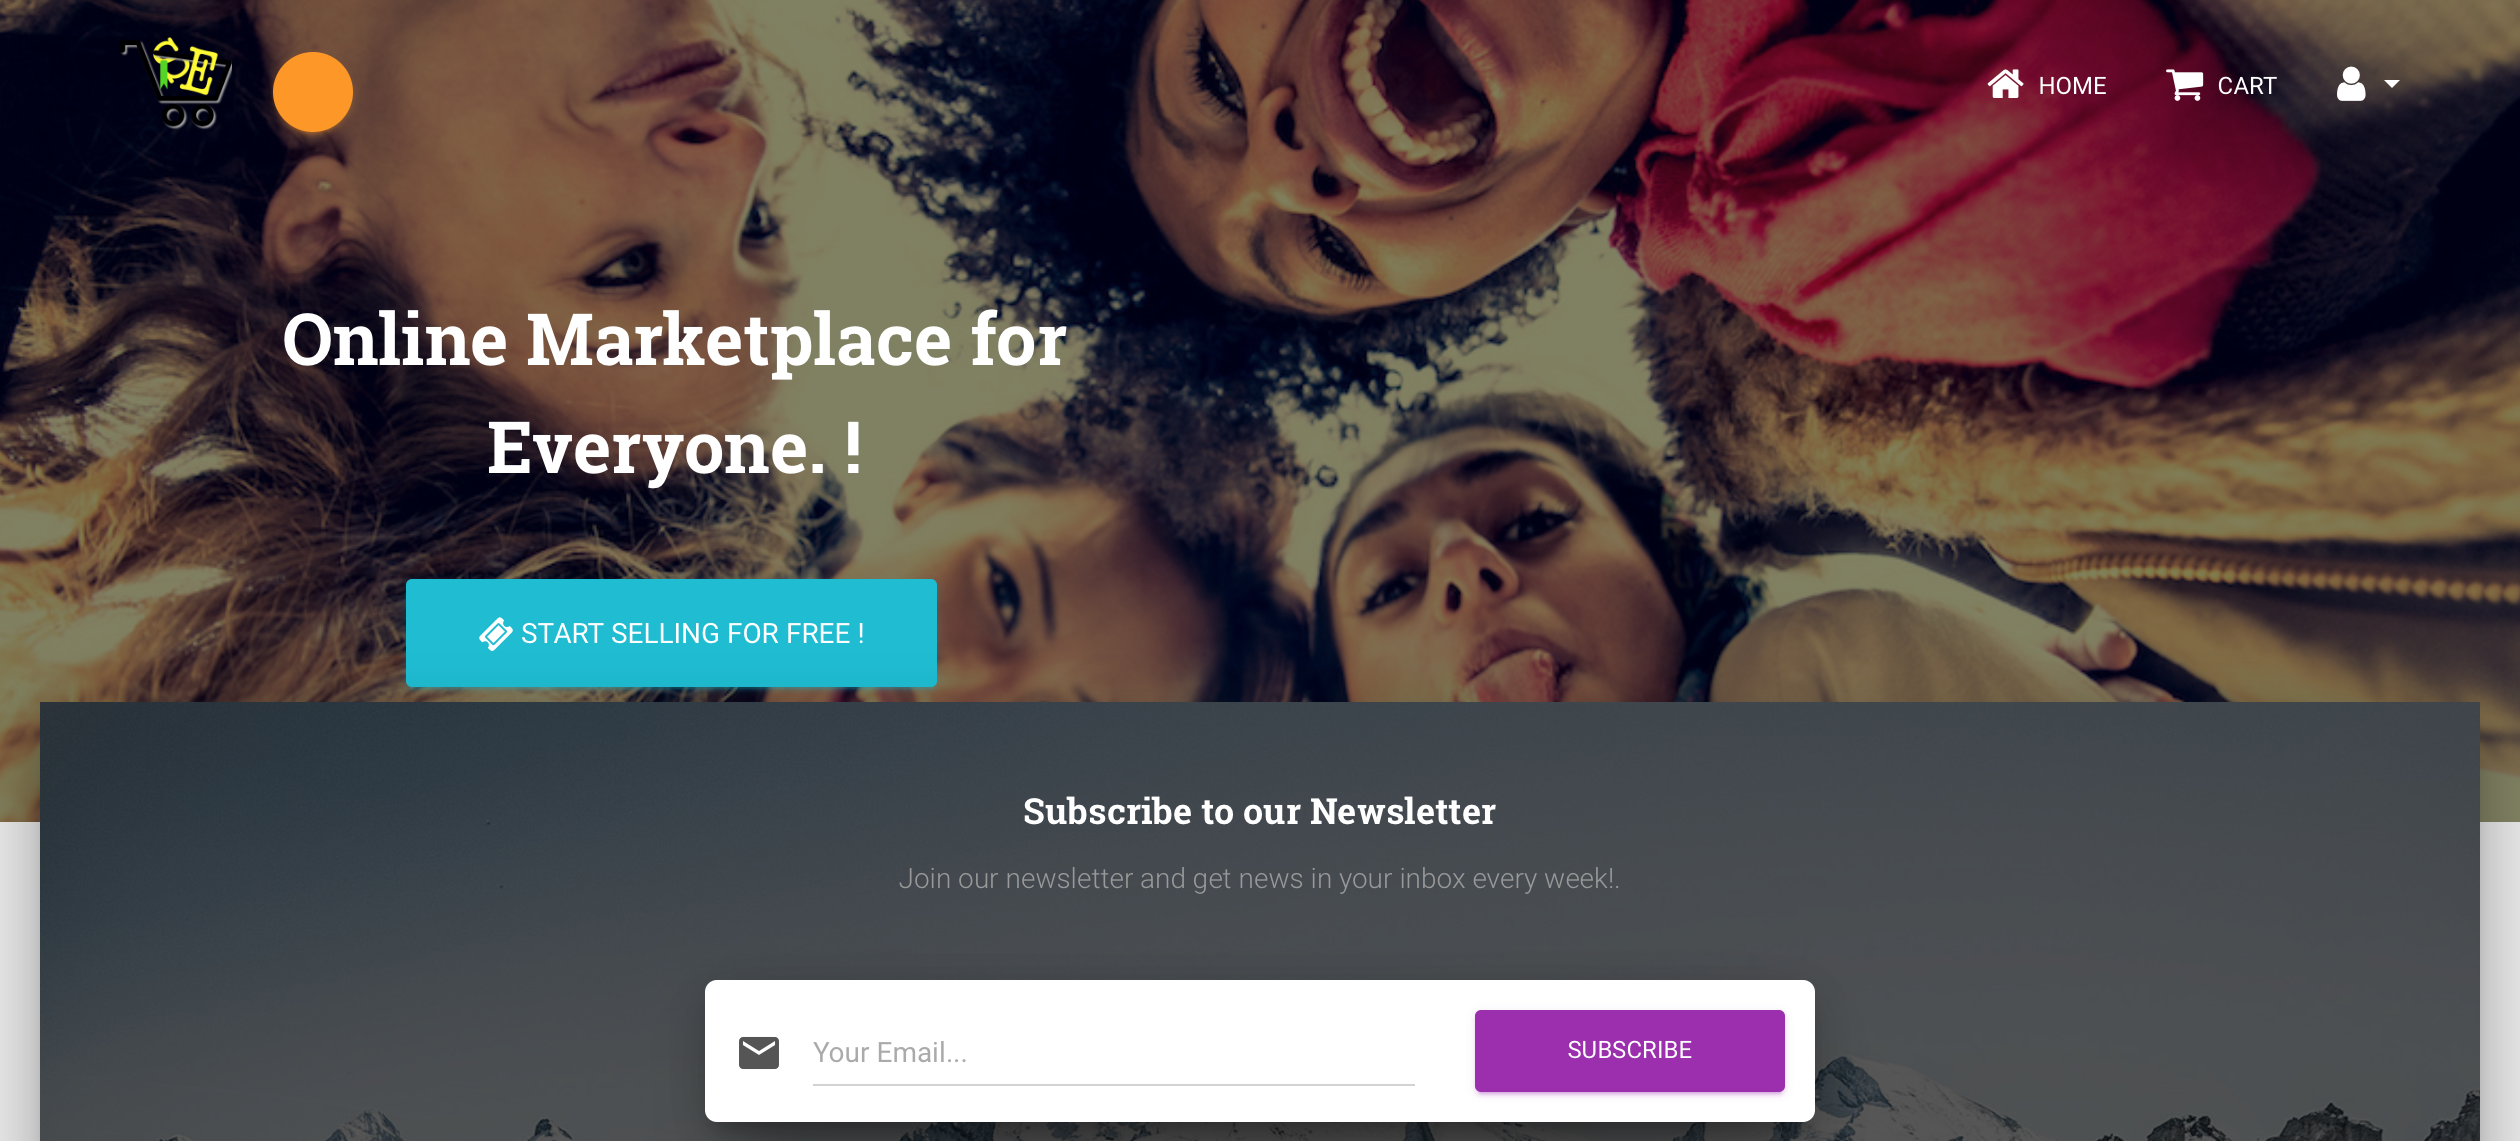 HOME
CART
Online Marketplace for
Everyone. !
START SELLING FOR FREE !
Subscribe to our Newsletter
Join our newsletter and get news in your inbox every week!.
Your Email...
SUBSCRIBE